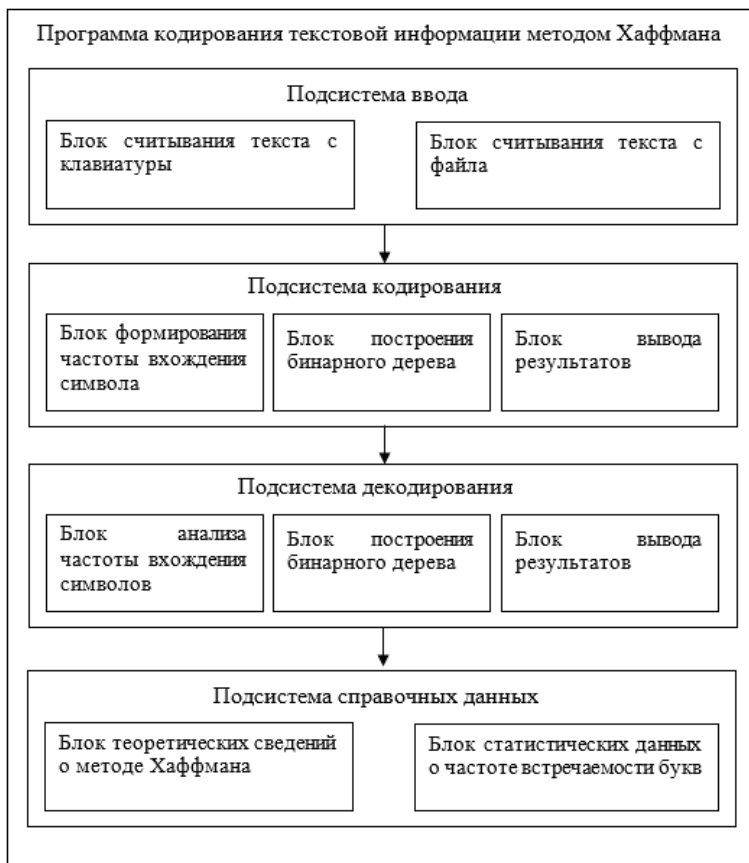 Программа кодирования текстовой информации методом Хаффмана
Подсистема ввода
Блок считывания текста с
клавиатуры
Блок считывания текста с
файла
Подсистема кодирования
Блок формирования
частоты вхождения
символа
Блок построения
бинарного дерева
Блок вывода
результатов
Подсистема декодирования
Блок анализа
частоты вхождения
символов
Блок построения
бинарного дерева
Блок вывода
результатов
Подсистема справочных данных
Блок теоретических сведений
о методе Хаффмана
Блок статистических данных
о частоте встречаемости букв